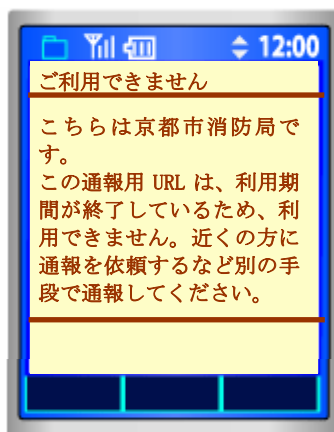 12:00
ご利用できません
こちらは京都市消防局で
す。
この通報用 URL は、利用期
間が終了しているため、利
用できません。近くの方に
通報を依頼するなど別の手
段で通報してください。